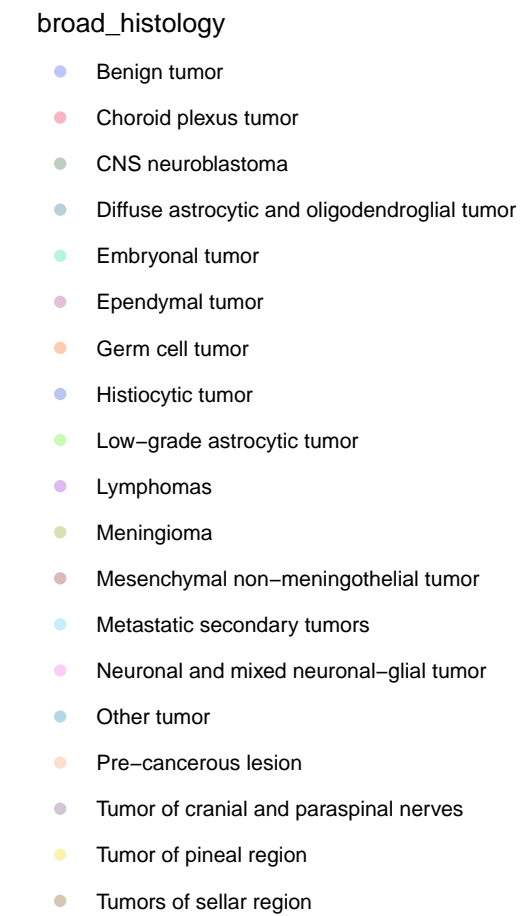 broad_histology
Benign tumor
Choroid plexus tumor
CNS neuroblastoma
Diffuse astrocytic and oligodendroglial tumor
Embryonal tumor
Ependymal tumor
Germ cell tumor
Histiocytic tumor
Low−grade astrocytic tumor
Lymphomas
Meningioma
Mesenchymal non−meningothelial tumor
Metastatic secondary tumors
Neuronal and mixed neuronal−glial tumor
Other tumor
Pre−cancerous lesion
Tumor of cranial and paraspinal nerves
Tumor of pineal region
Tumors of sellar region